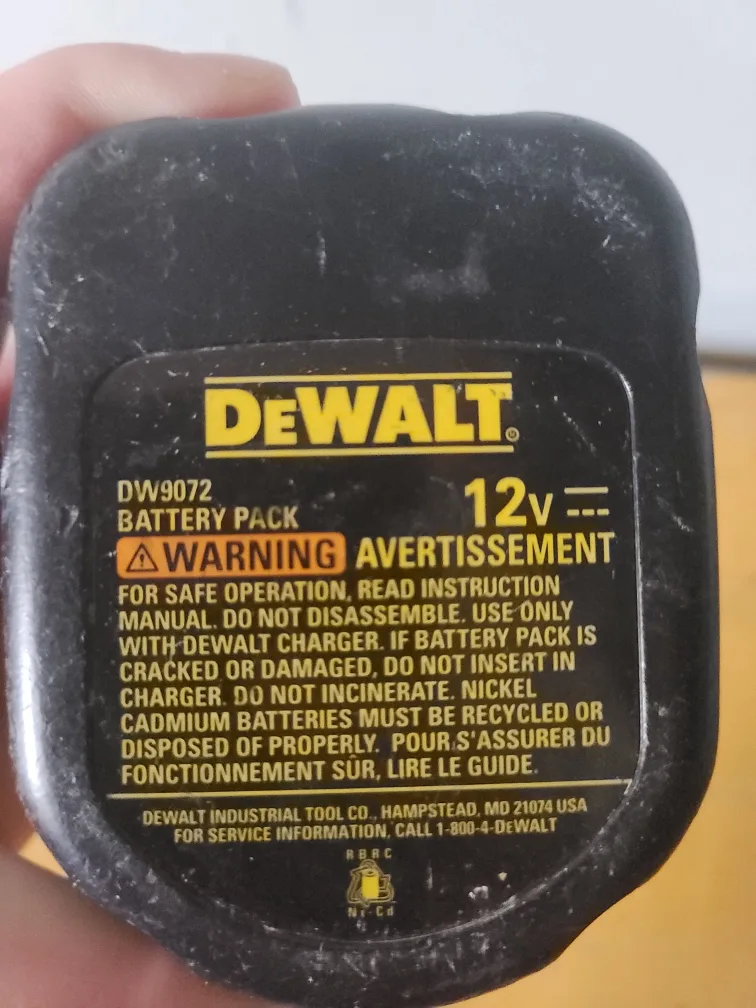 DEWALT®
DW9072 12V
BATTERY PACK
⚠WARNING AVERTISSEMENT
FOR SAFE OPERATION, READ INSTRUCTION
MANUAL. DO NOT DISASSEMBLE. USE ONLY
WITH DEWALT CHARGER. IF BATTERY PACK IS
CRACKED OR DAMAGED, DO NOT INSERT IN
CHARGER. DO NOT INCINERATE. NICKEL
CADMIUM BATTERIES MUST BE RECYCLED OR
DISPOSED OF PROPERLY. POUR S'ASSURER DU
FONCTIONNEMENT SÛR, LIRE LE GUIDE.
DEWALT INDUSTRIAL TOOL CO., HAMPSTEAD, MD 21074 USA
FOR SERVICE INFORMATION, CALL 1-800-4-DEWALT
RBRC
Ni-Cd